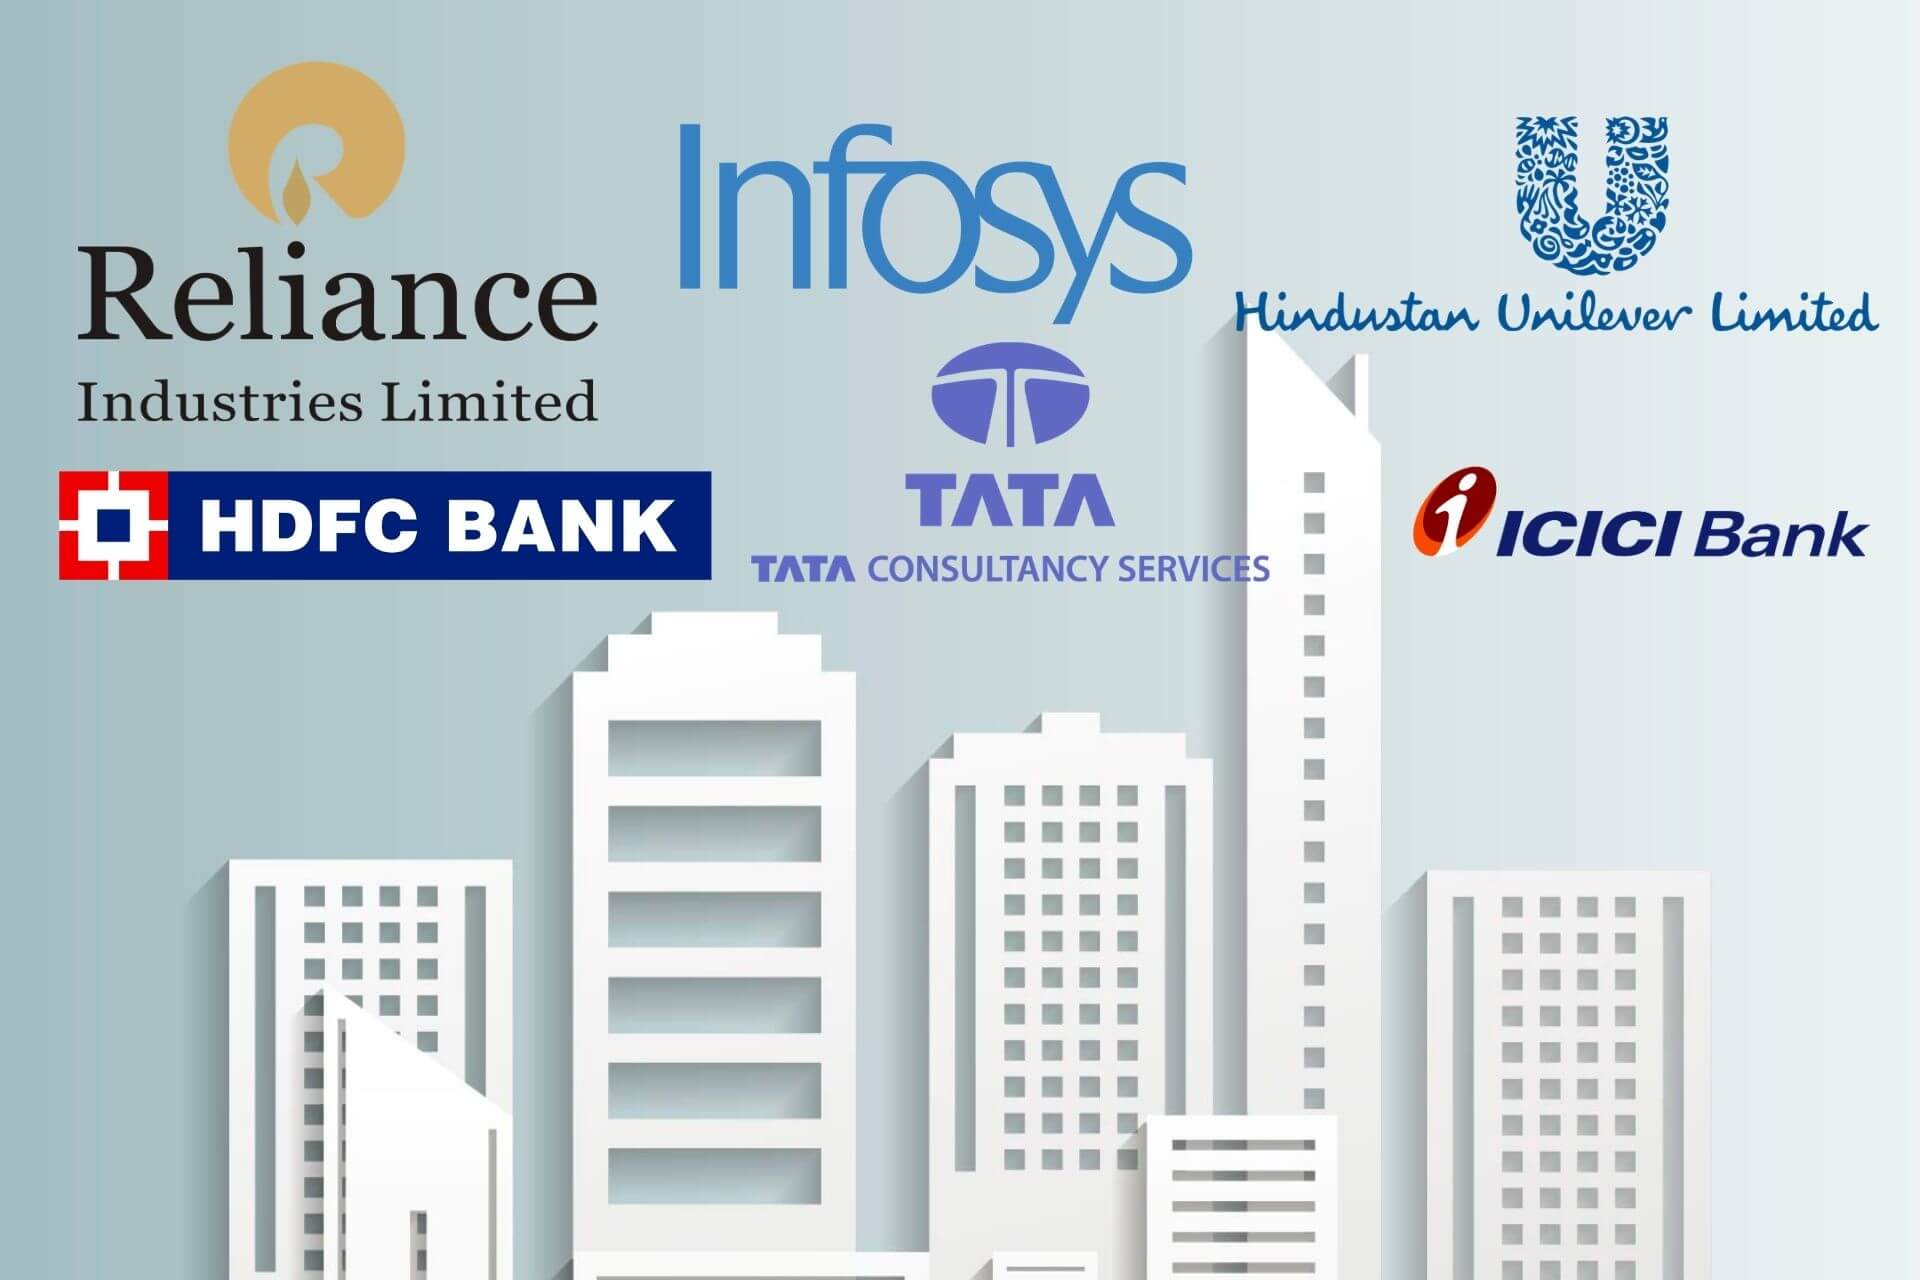 Reliance
Industries Limited
Infosys
Hindustan Unilever Limited
HDFC BANK
TATA
TATA CONSULTANCY SERVICES
ICICI Bank